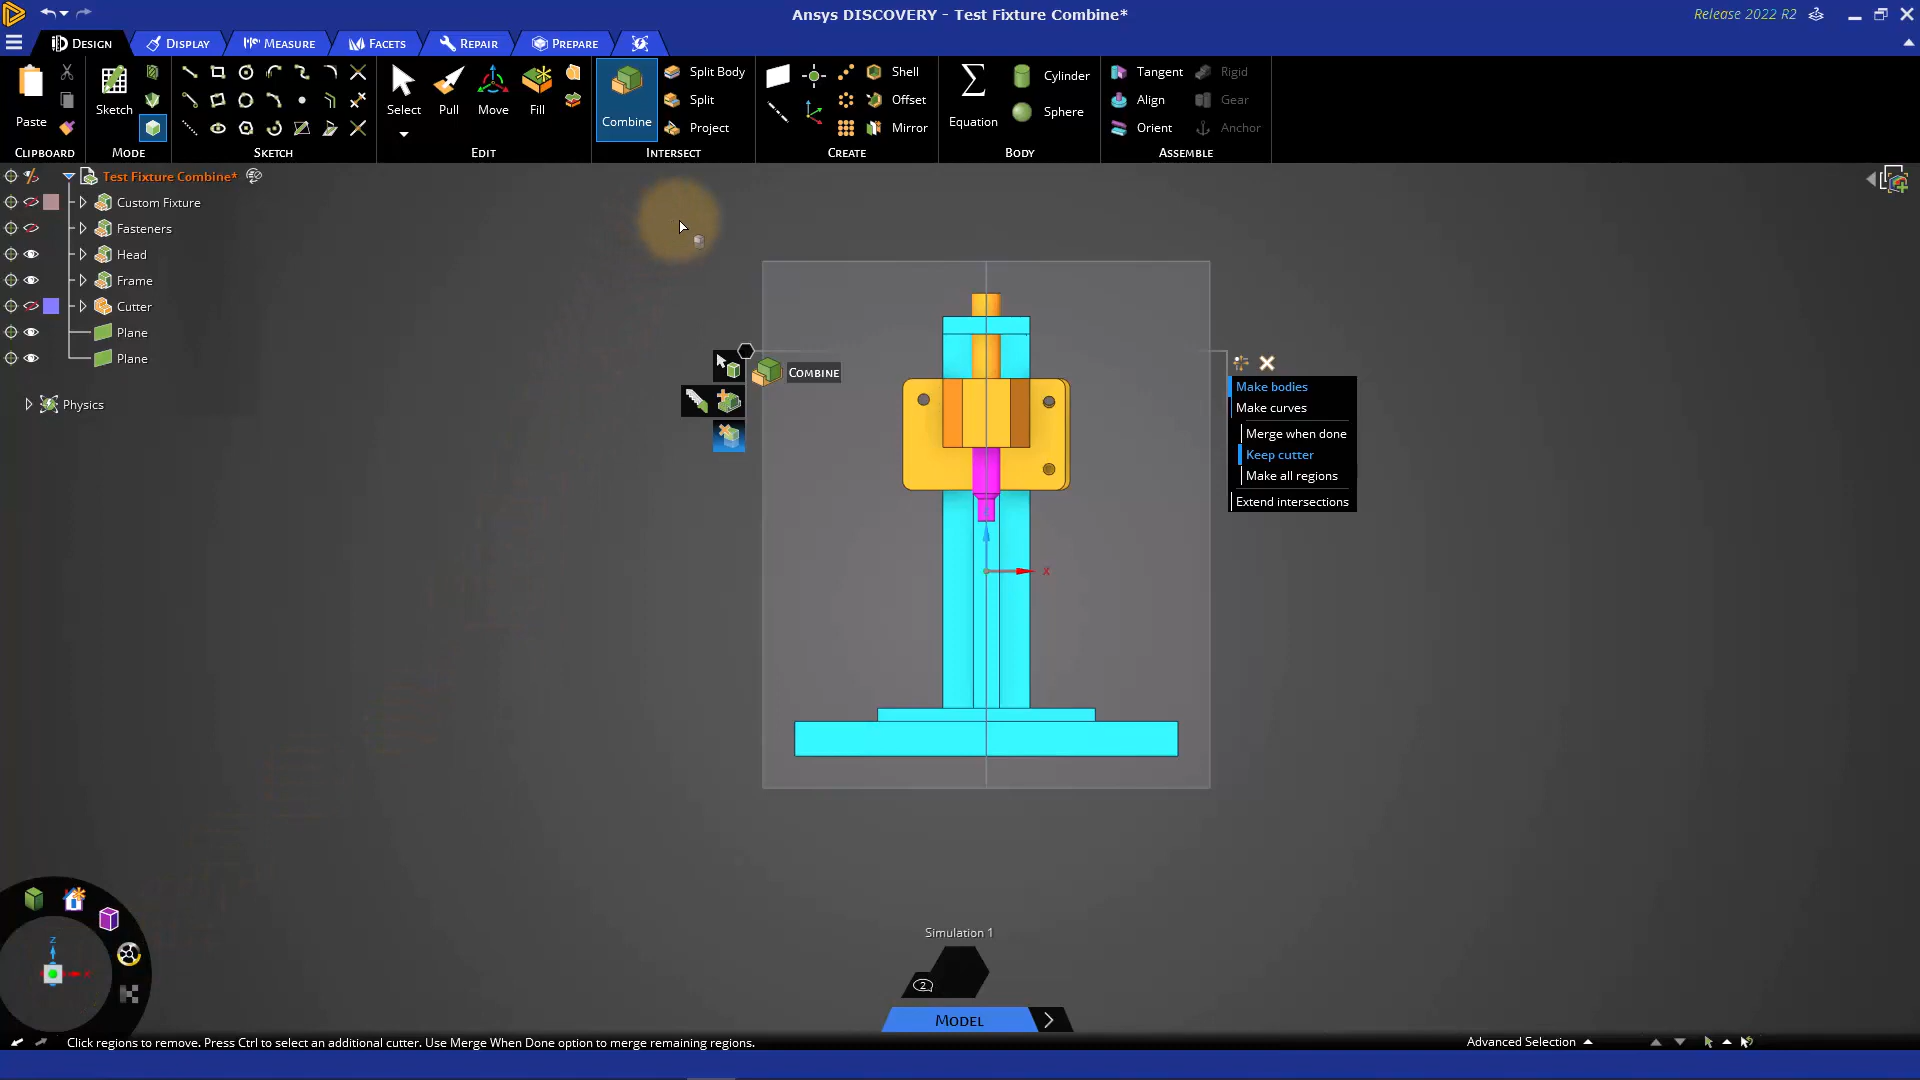 Ansys DISCOVERY - Test Fixture Combine*
Release 2022 R2
DESIGN
DISPLAY
MEASURE
FACETS
REPAIR
PREPARE
Paste
CLIPBOARD
Sketch
MODE
SKETCH
Select
Pull
Move
Fill
EDIT
Combine
Split Body
Split
Project
INTERSECT
Shell
Offset
Mirror
CREATE
Equation
Cylinder
Sphere
BODY
Tangent
Align
Orient
Rigid
Gear
Anchor
ASSEMBLE
Test Fixture Combine*
Custom Fixture
Fasteners
Head
Frame
Cutter
Plane
Plane
Physics
COMBINE
Make bodies
Make curves
Merge when done
Keep cutter
Make all regions
Extend intersections
X
Z
X
Simulation 1
2
MODEL
Click regions to remove. Press Ctrl to select an additional cutter. Use Merge When Done option to merge remaining regions.
Advanced Selection